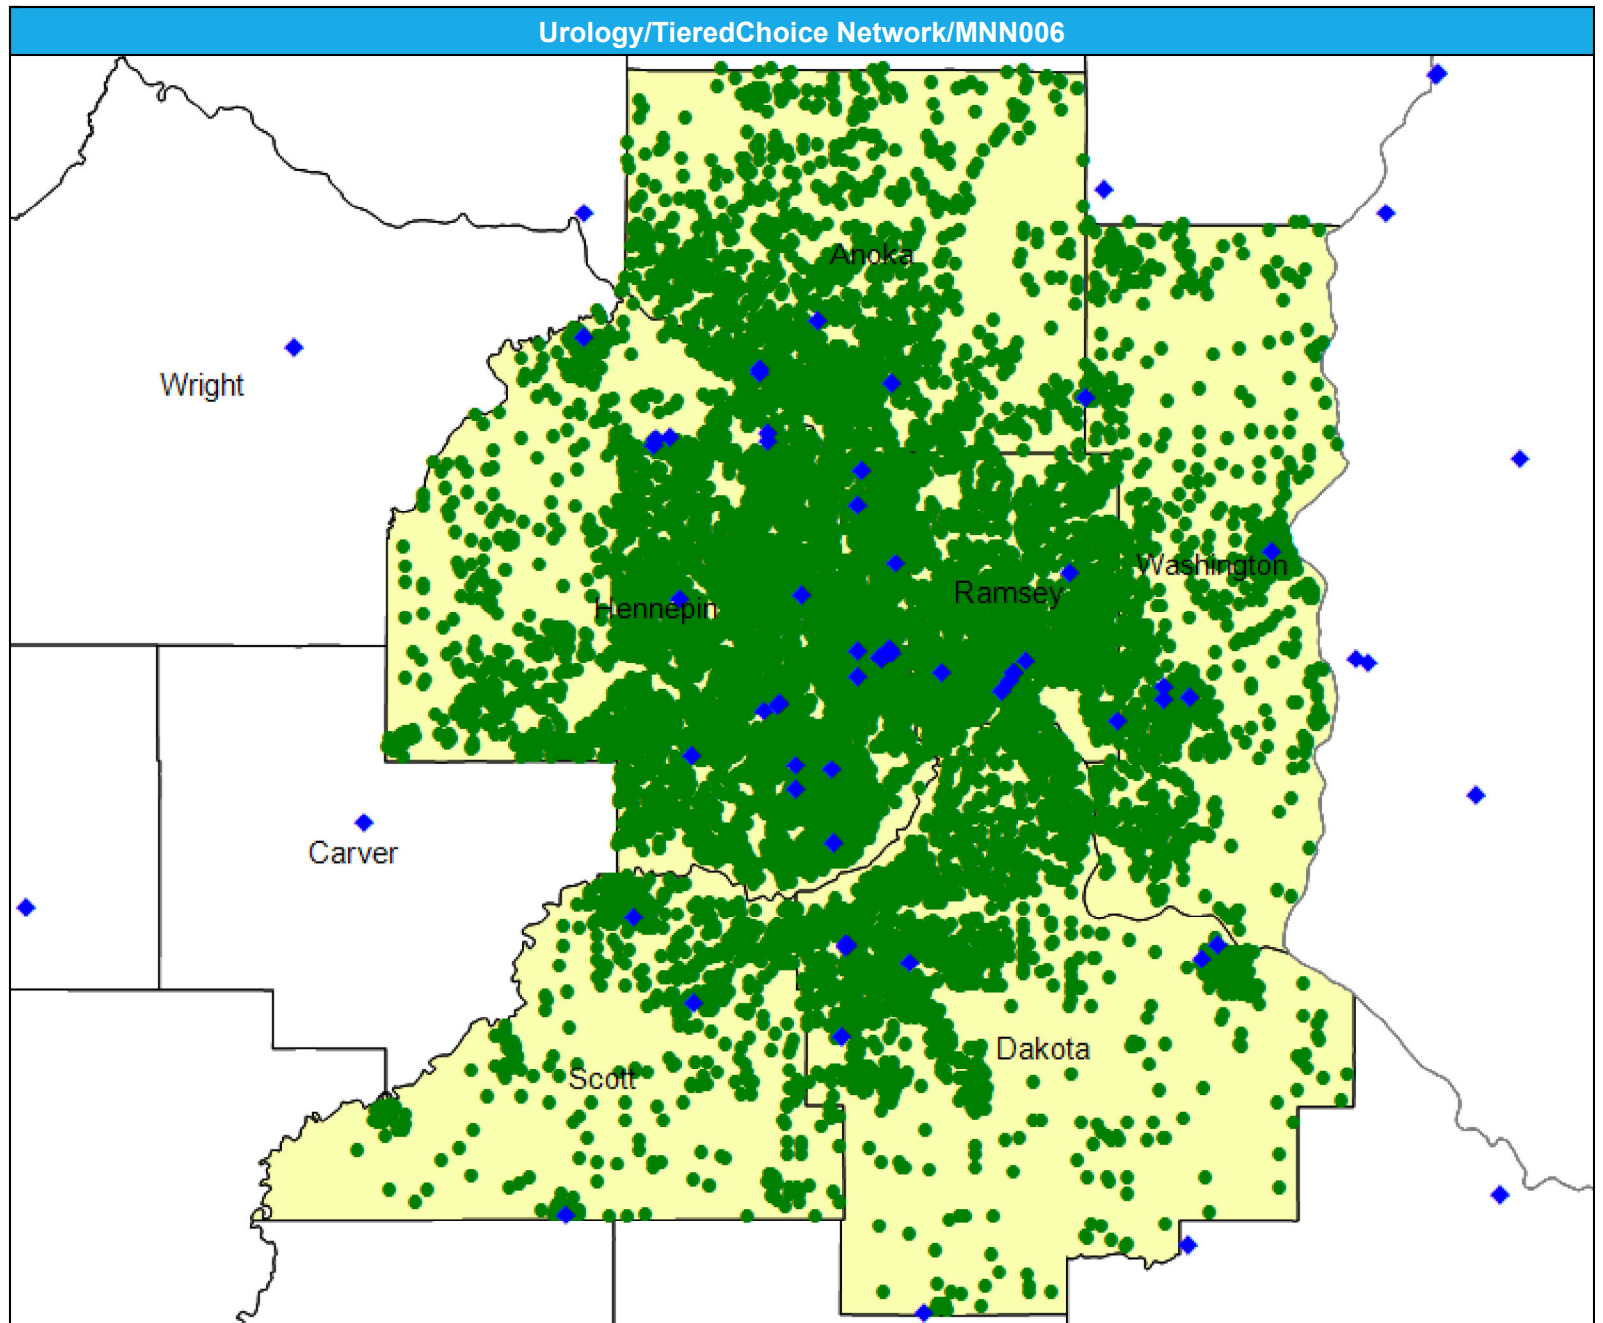 Urology/TieredChoice Network/MNN006
Anoka
Wright
Washington
Ramsey
Hennepin
Carver
Dakota
Scott